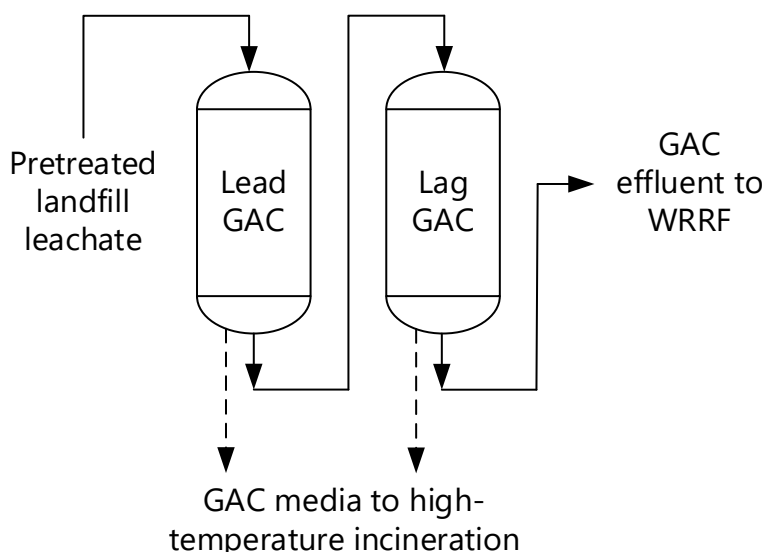 Pretreated
landfill
leachate
Lead
GAC
Lag
GAC
GAC
effluent to
WRRF
GAC media to high-
temperature incineration